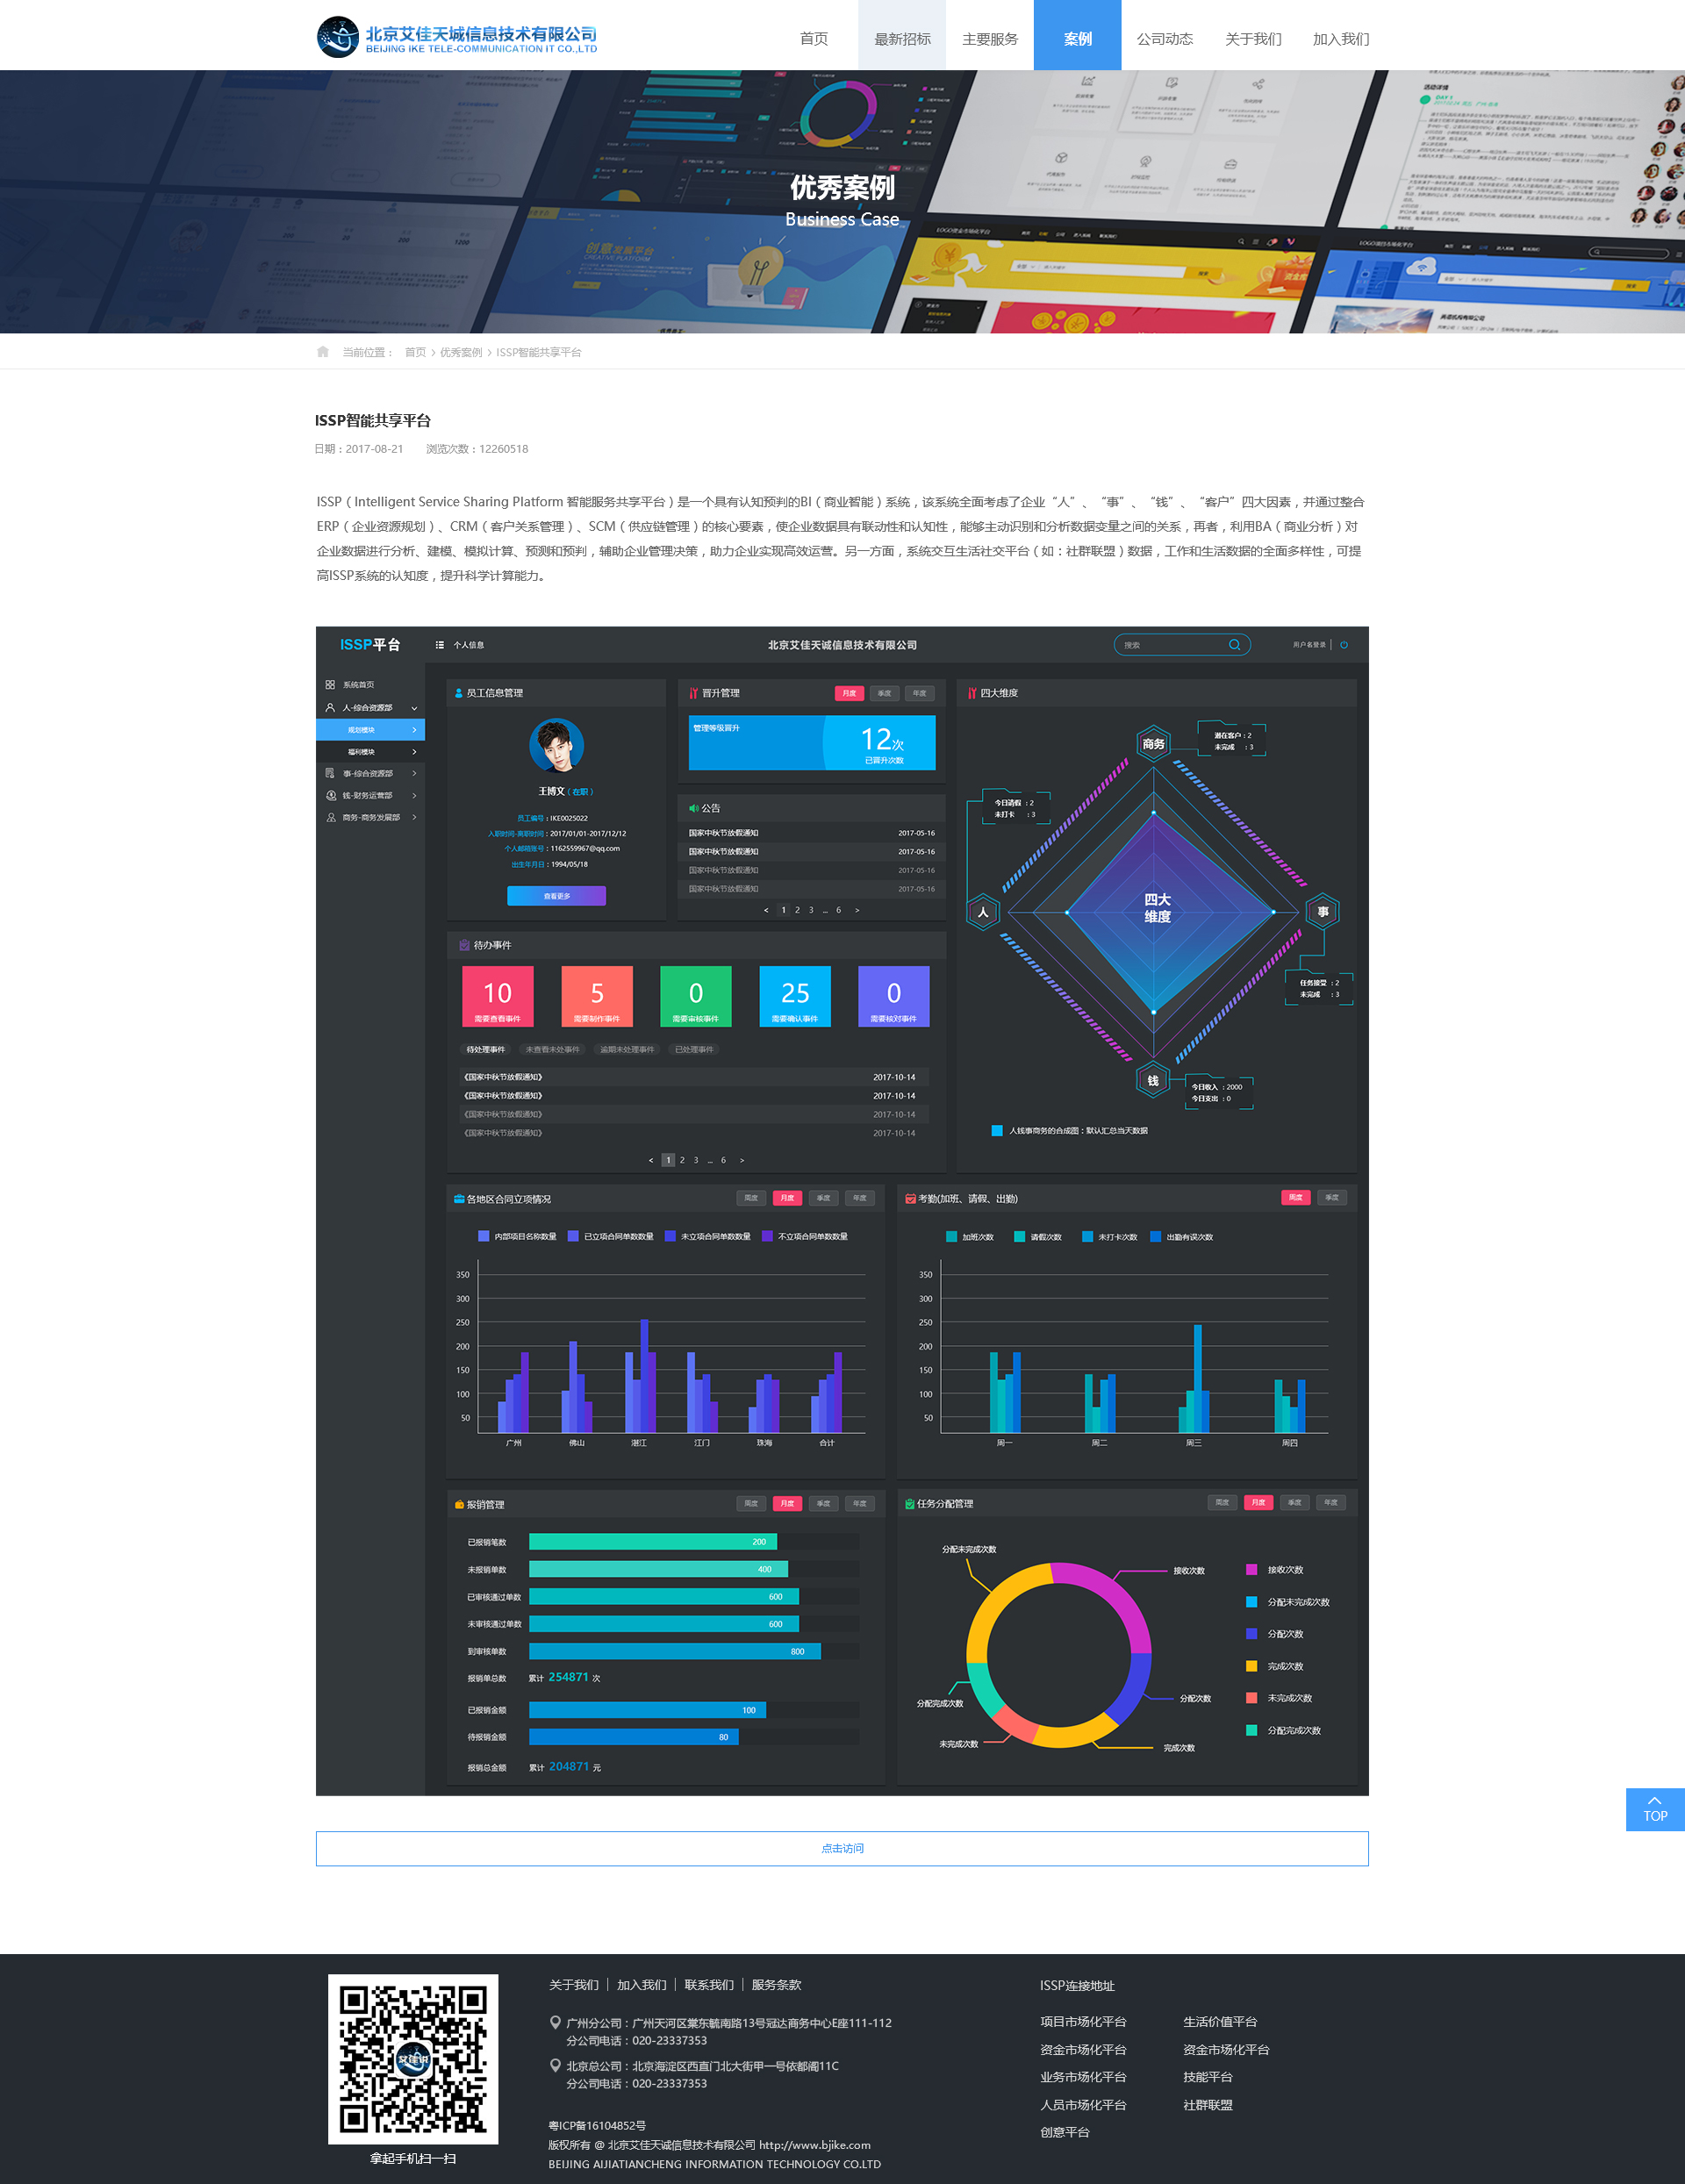 北京艾佳天诚信息技术有限公司
BEIJING IKE TELE-COMMUNICATION IT CO.,LTD
首页
最新招标
主要服务
案例
公司动态
关于我们
加入我们
优秀案例
Business Case
创意发展平台
CREATIVE PLATFORM
当前位置： 首页 > 优秀案例 > ISSP智能共享平台
ISSP智能共享平台
日期：2017-08-21 浏览次数：12260518
ISSP（Intelligent Service Sharing Platform 智能服务共享平台）是一个具有认知预判的BI（商业智能）系统，该系统全面考虑了企业“人”、“事”、“钱”、“客户”四大因素，并通过整合
ERP（企业资源规划）、CRM（客户关系管理）、SCM（供应链管理）的核心要素，使企业数据具有联动性和认知性，能够主动识别和分析数据变量之间的关系，再者，利用BA（商业分析）对
企业数据进行分析、建模、模拟计算、预测和预判，辅助企业管理决策，助力企业实现高效运营。另一方面，系统交互生活社交平台（如：社群联盟）数据，工作和生活数据的全面多样性，可提
高ISSP系统的认知度，提升科学计算能力。
ISSP平台
个人信息
北京艾佳天诚信息技术有限公司
搜索
用户名登录
系统首页
人-综合资源部
规划模块
福利模块
事-综合资源部
钱-财务运营部
商务-商务发展部
员工信息管理
王博文（在职）
员工编号：IKE0025022
入职时间-离职时间：2017/01/01-2017/12/12
个人邮箱账号：1162559967@qq.com
出生年月日：1994/05/18
查看更多
晋升管理
月度 季度 年度
管理等级晋升
12次
已晋升次数
公告
国家中秋节放假通知 2017-05-16
国家中秋节放假通知 2017-05-16
国家中秋节放假通知 2017-05-16
国家中秋节放假通知 2017-05-16
< 1 2 3 ... 6 >
四大维度
商务
潜在客户：2
未完成 ：3
今日请假：2
未打卡 ：3
人
四大
维度
事
任务接受：2
未完成 ：3
钱
今日收入：2000
今日支出：0
人钱事商务的合成图；默认汇总当天数据
待办事件
10 需要查看事件
5 需要制作事件
0 需要审核事件
25 需要确认事件
0 需要核对事件
待处理事件 未查看未处事件 逾期未处理事件 已处理事件
《国家中秋节放假通知》 2017-10-14
《国家中秋节放假通知》 2017-10-14
《国家中秋节放假通知》 2017-10-14
《国家中秋节放假通知》 2017-10-14
< 1 2 3 ... 6 >
各地区合同立项情况
周度 月度 季度 年度
内部项目名称数量 已立项合同单数数量 未立项合同单数数量 不立项合同单数数量
350
300
250
200
150
100
50
广州 佛山 湛江 江门 珠海 合计
考勤(加班、请假、出勤)
周度 季度
加班次数 请假次数 未打卡次数 出勤有误次数
350
300
250
200
150
100
50
周一 周二 周三 周四
报销管理
周度 月度 季度 年度
已报销笔数 200
未报销单数 400
已审核通过单数 600
未审核通过单数 600
到审核单数 800
报销单总数 累计 254871 次
已报销金额 100
待报销金额 80
报销总金额 累计 204871 元
任务分配管理
周度 月度 季度 年度
分配未完成次数
接收次数
分配次数
完成次数
未完成次数
分配完成次数
接收次数
分配未完成次数
分配次数
完成次数
未完成次数
分配完成次数
TOP
点击访问
艾佳说
拿起手机扫一扫
关于我们 | 加入我们 | 联系我们 | 服务条款
广州分公司：广州天河区棠东毓南路13号冠达商务中心E座111-112
分公司电话：020-23337353
北京总公司：北京海淀区西直门北大街甲一号依都阁11C
分公司电话：020-23337353
粤ICP备16104852号
版权所有 @ 北京艾佳天诚信息技术有限公司 http://www.bjike.com
BEIJING AIJIATIANCHENG INFORMATION TECHNOLOGY CO.LTD
ISSP连接地址
项目市场化平台 生活价值平台
资金市场化平台 资金市场化平台
业务市场化平台 技能平台
人员市场化平台 社群联盟
创意平台